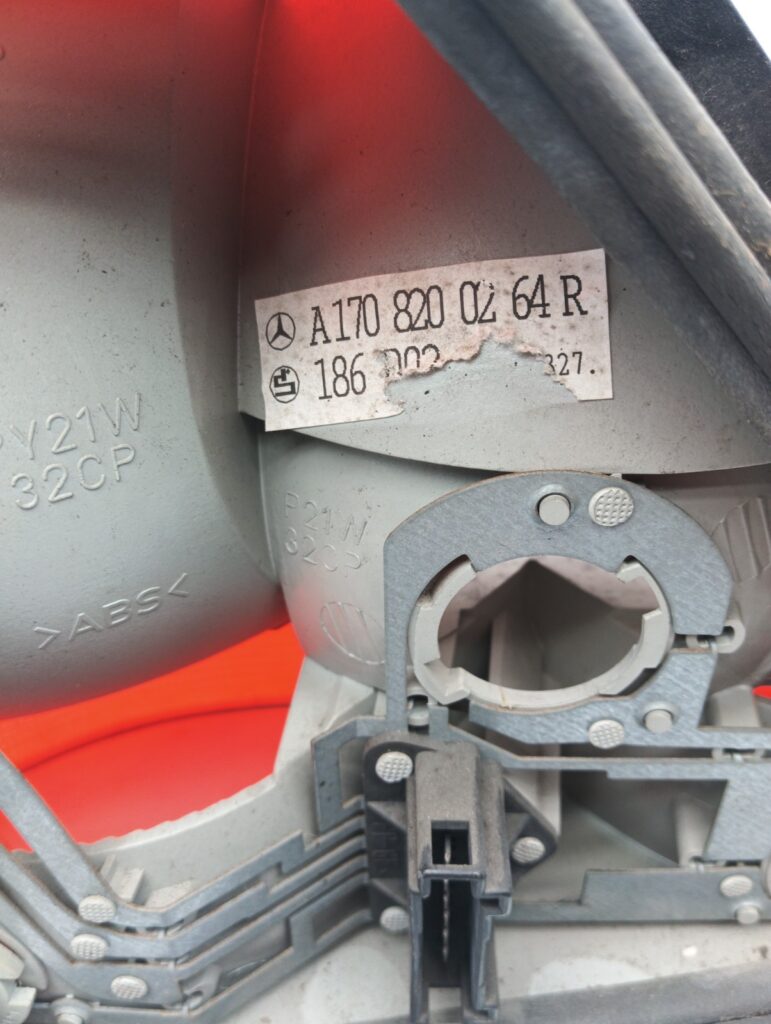 A170 820 02 64 R
186 327.
PY21W
32CP
P21W
32CP
>ABS<